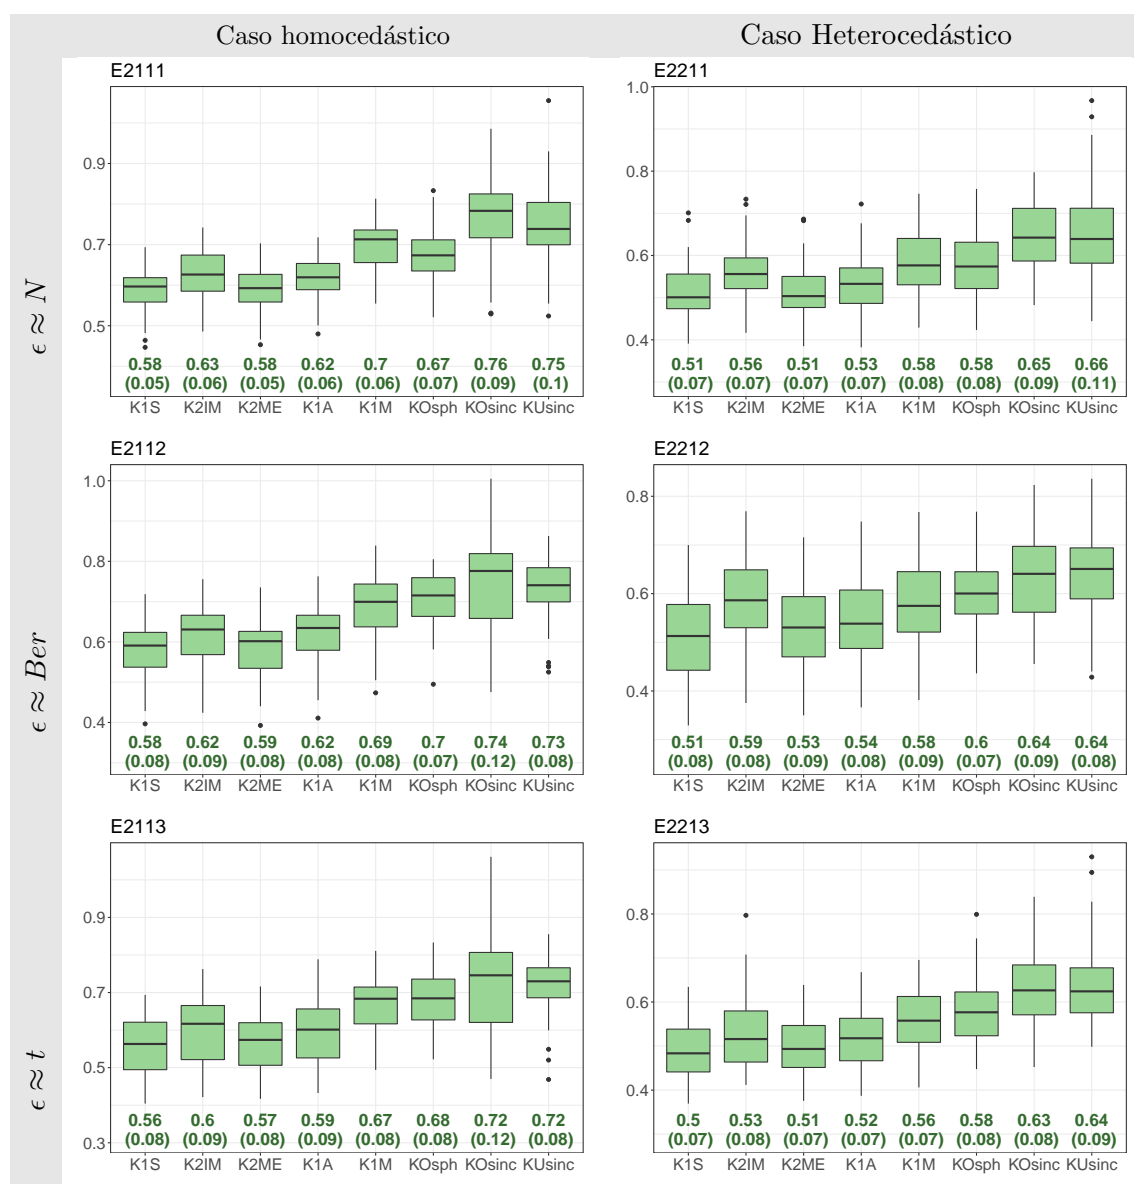 Caso homocedástico Caso Heterocedástico
E2111 E2211
ϵ ≈ N
0.9
0.7
0.5
0.58 0.63 0.58 0.62 0.7 0.67 0.76 0.75
(0.05) (0.06) (0.05) (0.06) (0.06) (0.07) (0.09) (0.1)
K1S K2IM K2ME K1A K1M KOsph KOsinc KUsinc
1.0
0.8
0.6
0.4
0.51 0.56 0.51 0.53 0.58 0.58 0.65 0.66
(0.07) (0.07) (0.07) (0.07) (0.08) (0.08) (0.09) (0.11)
K1S K2IM K2ME K1A K1M KOsph KOsinc KUsinc
E2112 E2212
ϵ ≈ Ber
1.0
0.8
0.6
0.4
0.58 0.62 0.59 0.62 0.69 0.7 0.74 0.73
(0.08) (0.09) (0.08) (0.08) (0.08) (0.07) (0.12) (0.08)
K1S K2IM K2ME K1A K1M KOsph KOsinc KUsinc
0.8
0.6
0.4
0.51 0.59 0.53 0.54 0.58 0.6 0.64 0.64
(0.08) (0.08) (0.09) (0.08) (0.09) (0.07) (0.09) (0.08)
K1S K2IM K2ME K1A K1M KOsph KOsinc KUsinc
E2113 E2213
ϵ ≈ t
0.9
0.7
0.5
0.3
0.56 0.6 0.57 0.59 0.67 0.68 0.72 0.72
(0.08) (0.09) (0.08) (0.09) (0.08) (0.08) (0.12) (0.08)
K1S K2IM K2ME K1A K1M KOsph KOsinc KUsinc
0.8
0.6
0.4
0.5 0.53 0.51 0.52 0.56 0.58 0.63 0.64
(0.07) (0.08) (0.07) (0.07) (0.07) (0.08) (0.08) (0.09)
K1S K2IM K2ME K1A K1M KOsph KOsinc KUsinc